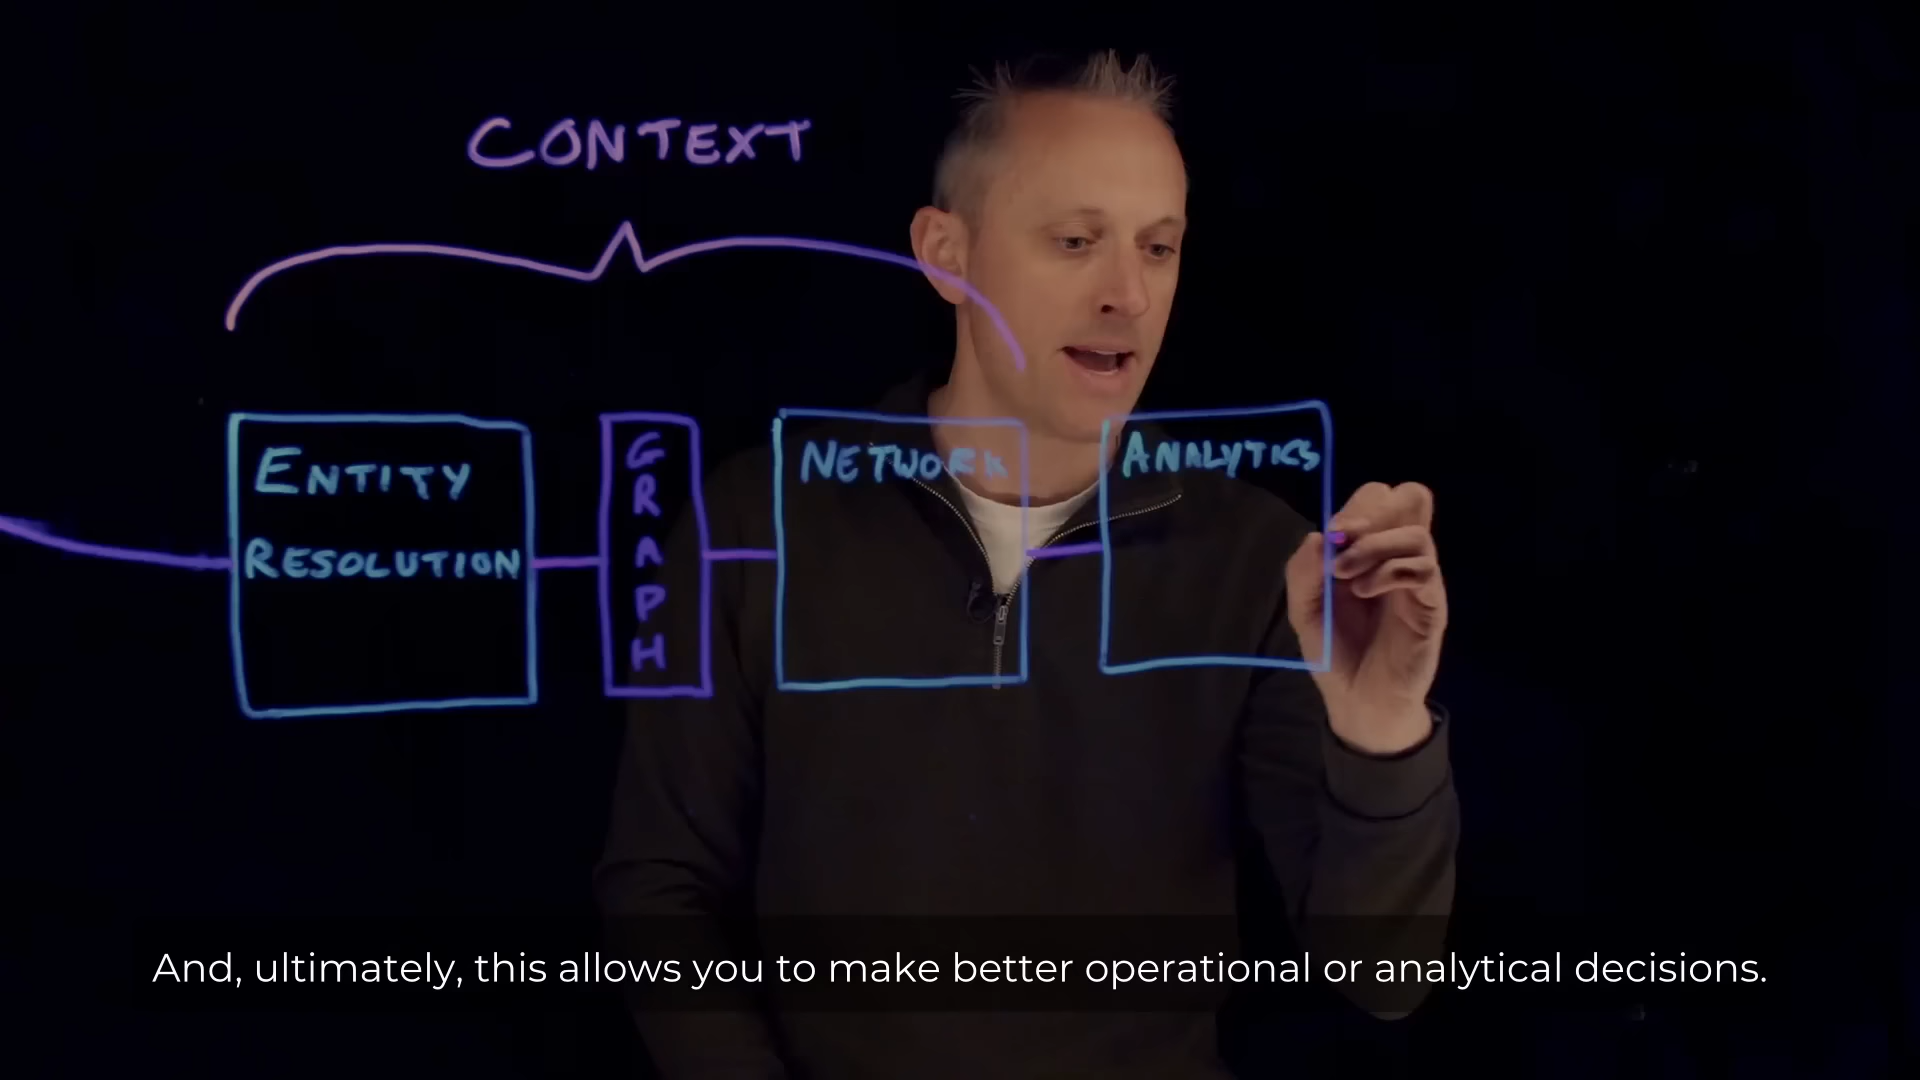 CONTEXT
ENTITY
RESOLUTION
GRAPH
NETWORK
ANALYTICS
And, ultimately, this allows you to make better operational or analytical decisions.